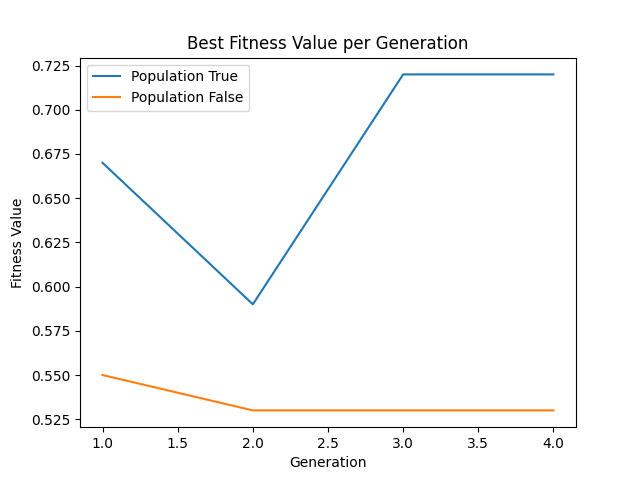 Best Fitness Value per Generation
Population True
Population False
Fitness Value
0.725
0.700
0.675
0.650
0.625
0.600
0.575
0.550
0.525
1.0 1.5 2.0 2.5 3.0 3.5 4.0
Generation